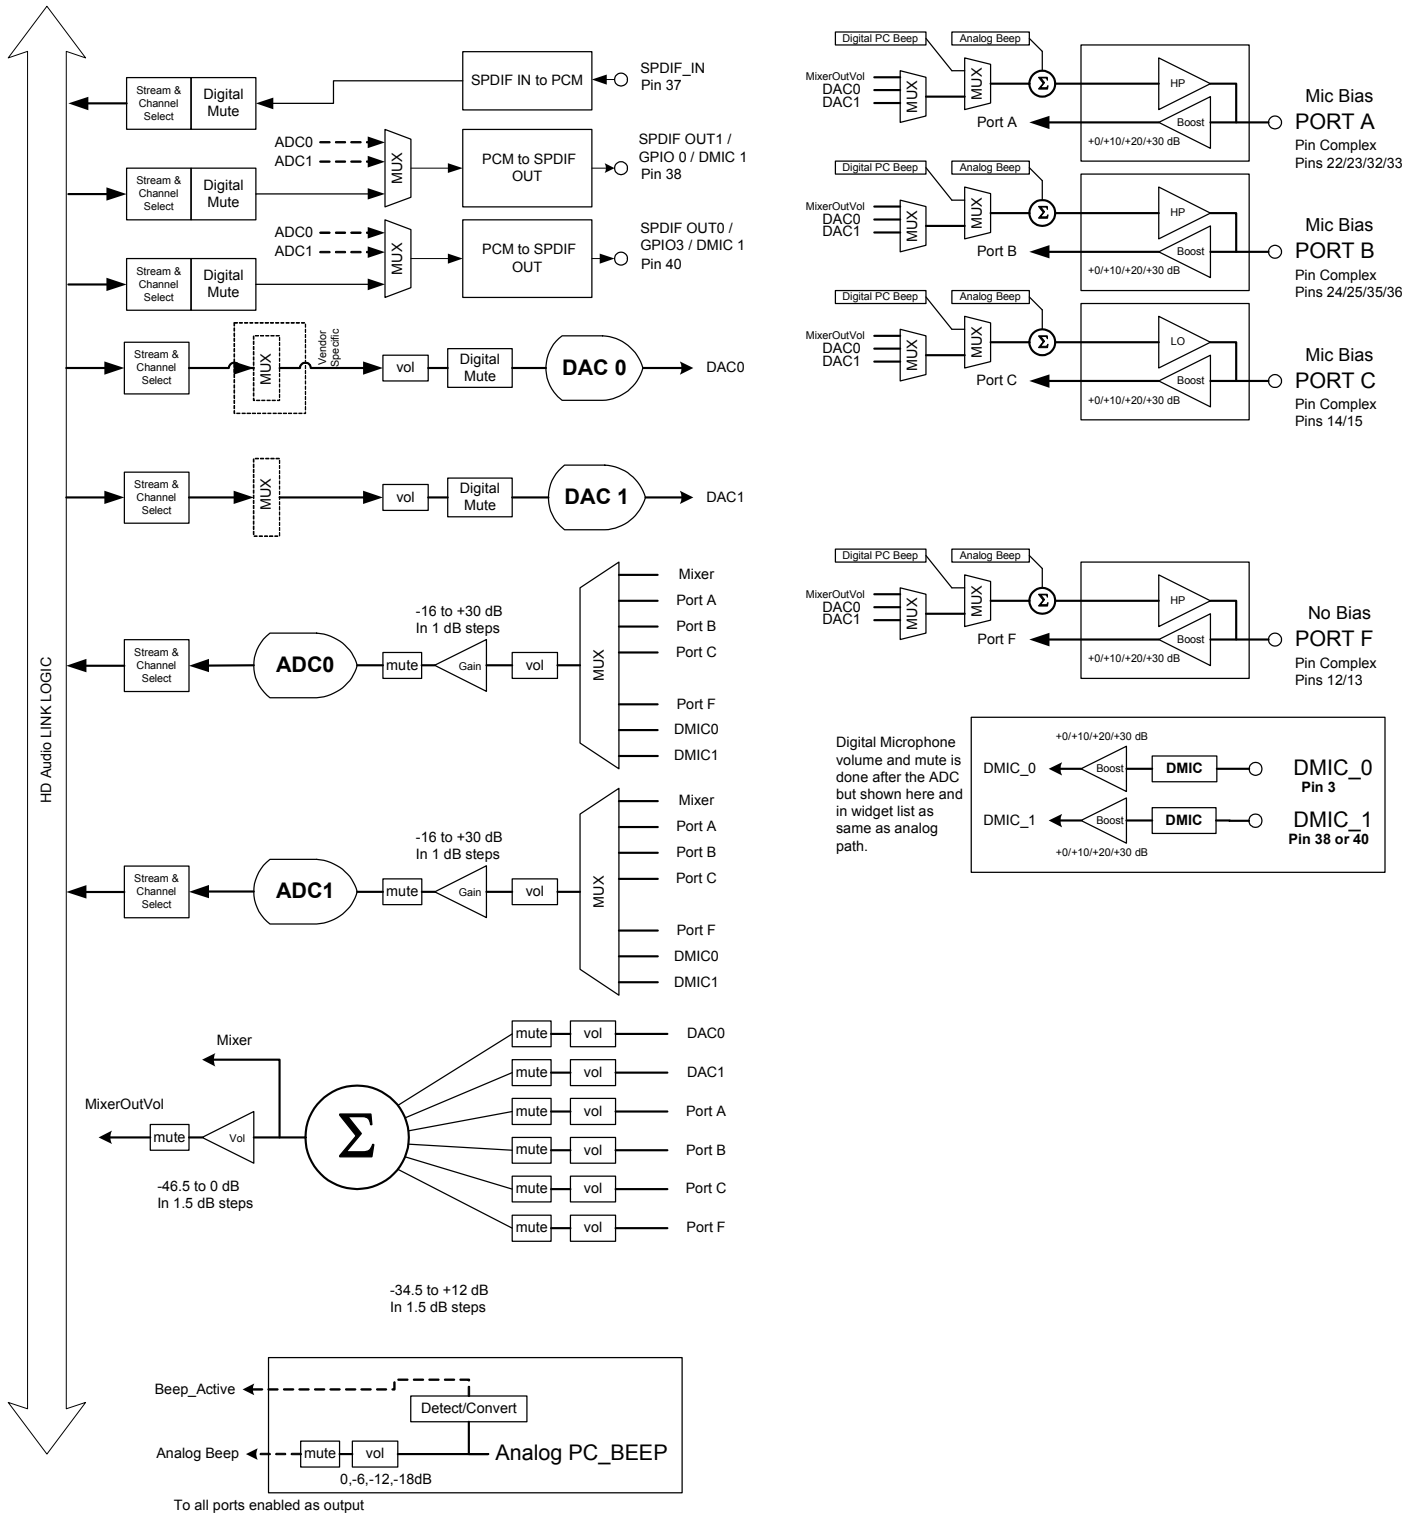 HD Audio LINK LOGIC
Stream &
Channel
Select
Digital
Mute
SPDIF IN to PCM
SPDIF_IN
Pin 37
ADC0
ADC1
MUX
Stream &
Channel
Select
Digital
Mute
PCM to SPDIF
OUT
SPDIF OUT1 /
GPIO 0 / DMIC 1
Pin 38
ADC0
ADC1
MUX
Stream &
Channel
Select
Digital
Mute
PCM to SPDIF
OUT
SPDIF OUT0 /
GPIO3 / DMIC 1
Pin 40
Stream &
Channel
Select
MUX
Vendor
Specific
vol
Digital
Mute
DAC 0
DAC0
Stream &
Channel
Select
MUX
vol
Digital
Mute
DAC 1
DAC1
Stream &
Channel
Select
ADC0
mute
-16 to +30 dB
In 1 dB steps
Gain
vol
MUX
Mixer
Port A
Port B
Port C
Port F
DMIC0
DMIC1
Stream &
Channel
Select
ADC1
mute
-16 to +30 dB
In 1 dB steps
Gain
vol
MUX
Mixer
Port A
Port B
Port C
Port F
DMIC0
DMIC1
Mixer
MixerOutVol
mute
Vol
-46.5 to 0 dB
In 1.5 dB steps
Σ
mute
vol
DAC0
mute
vol
DAC1
mute
vol
Port A
mute
vol
Port B
mute
vol
Port C
mute
vol
Port F
-34.5 to +12 dB
In 1.5 dB steps
Beep_Active
Detect/Convert
Analog Beep
mute
vol
Analog PC_BEEP
0,-6,-12,-18dB
To all ports enabled as output
Digital PC Beep
Analog Beep
MixerOutVol
DAC0
DAC1
MUX
MUX
Σ
HP
Port A
Boost
+0/+10/+20/+30 dB
Mic Bias
PORT A
Pin Complex
Pins 22/23/32/33
Digital PC Beep
Analog Beep
MixerOutVol
DAC0
DAC1
MUX
MUX
Σ
HP
Port B
Boost
+0/+10/+20/+30 dB
Mic Bias
PORT B
Pin Complex
Pins 24/25/35/36
Digital PC Beep
Analog Beep
MixerOutVol
DAC0
DAC1
MUX
MUX
Σ
LO
Port C
Boost
+0/+10/+20/+30 dB
Mic Bias
PORT C
Pin Complex
Pins 14/15
Digital PC Beep
Analog Beep
MixerOutVol
DAC0
DAC1
MUX
MUX
Σ
HP
Port F
Boost
+0/+10/+20/+30 dB
No Bias
PORT F
Pin Complex
Pins 12/13
Digital Microphone
volume and mute is
done after the ADC
but shown here and
in widget list as
same as analog
path.
+0/+10/+20/+30 dB
DMIC_0
Boost
DMIC
DMIC_0
Pin 3
DMIC_1
Boost
DMIC
DMIC_1
Pin 38 or 40
+0/+10/+20/+30 dB